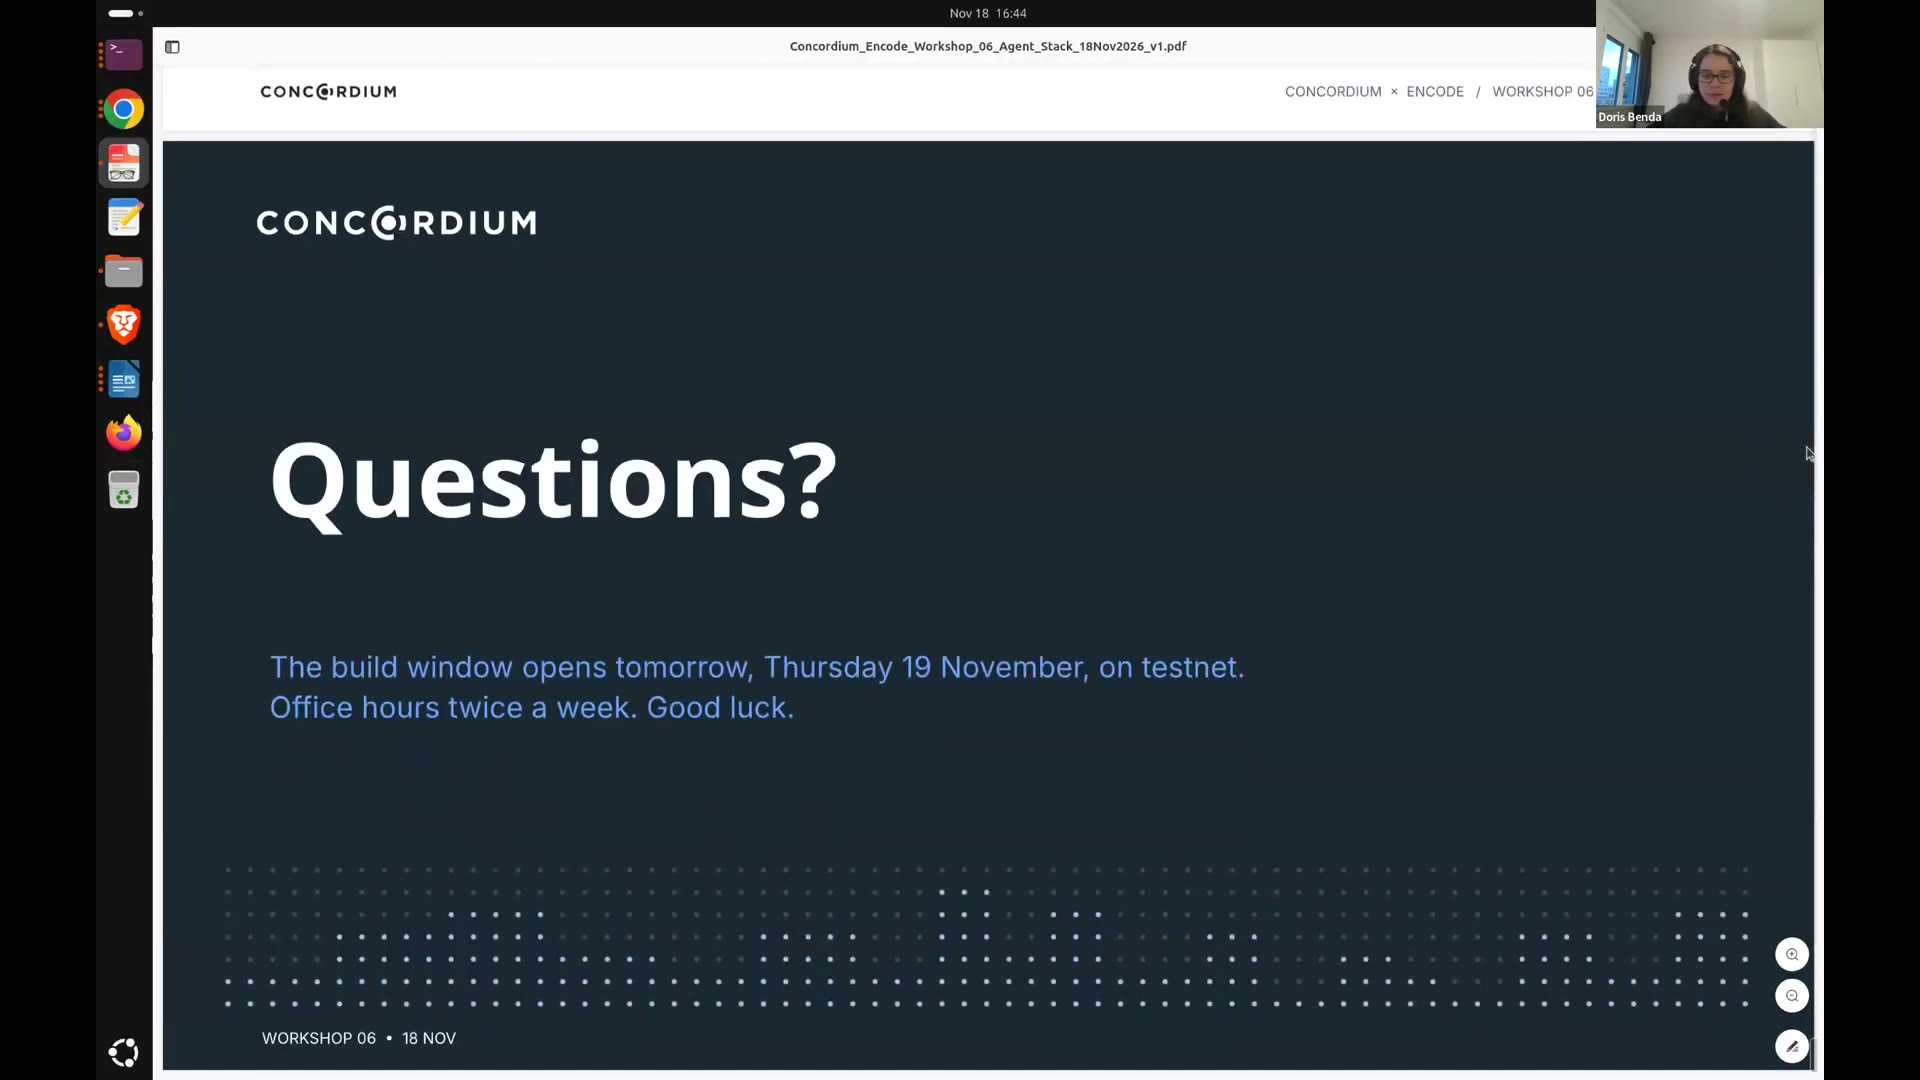 Nov 18 16:44
Concordium_Encode_Workshop_06_Agent_Stack_18Nov2026_v1.pdf
CONCORDIUM
CONCORDIUM × ENCODE / WORKSHOP 06
Doris Benda
CONCORDIUM
Questions?
The build window opens tomorrow, Thursday 19 November, on testnet.
Office hours twice a week. Good luck.
WORKSHOP 06 • 18 NOV